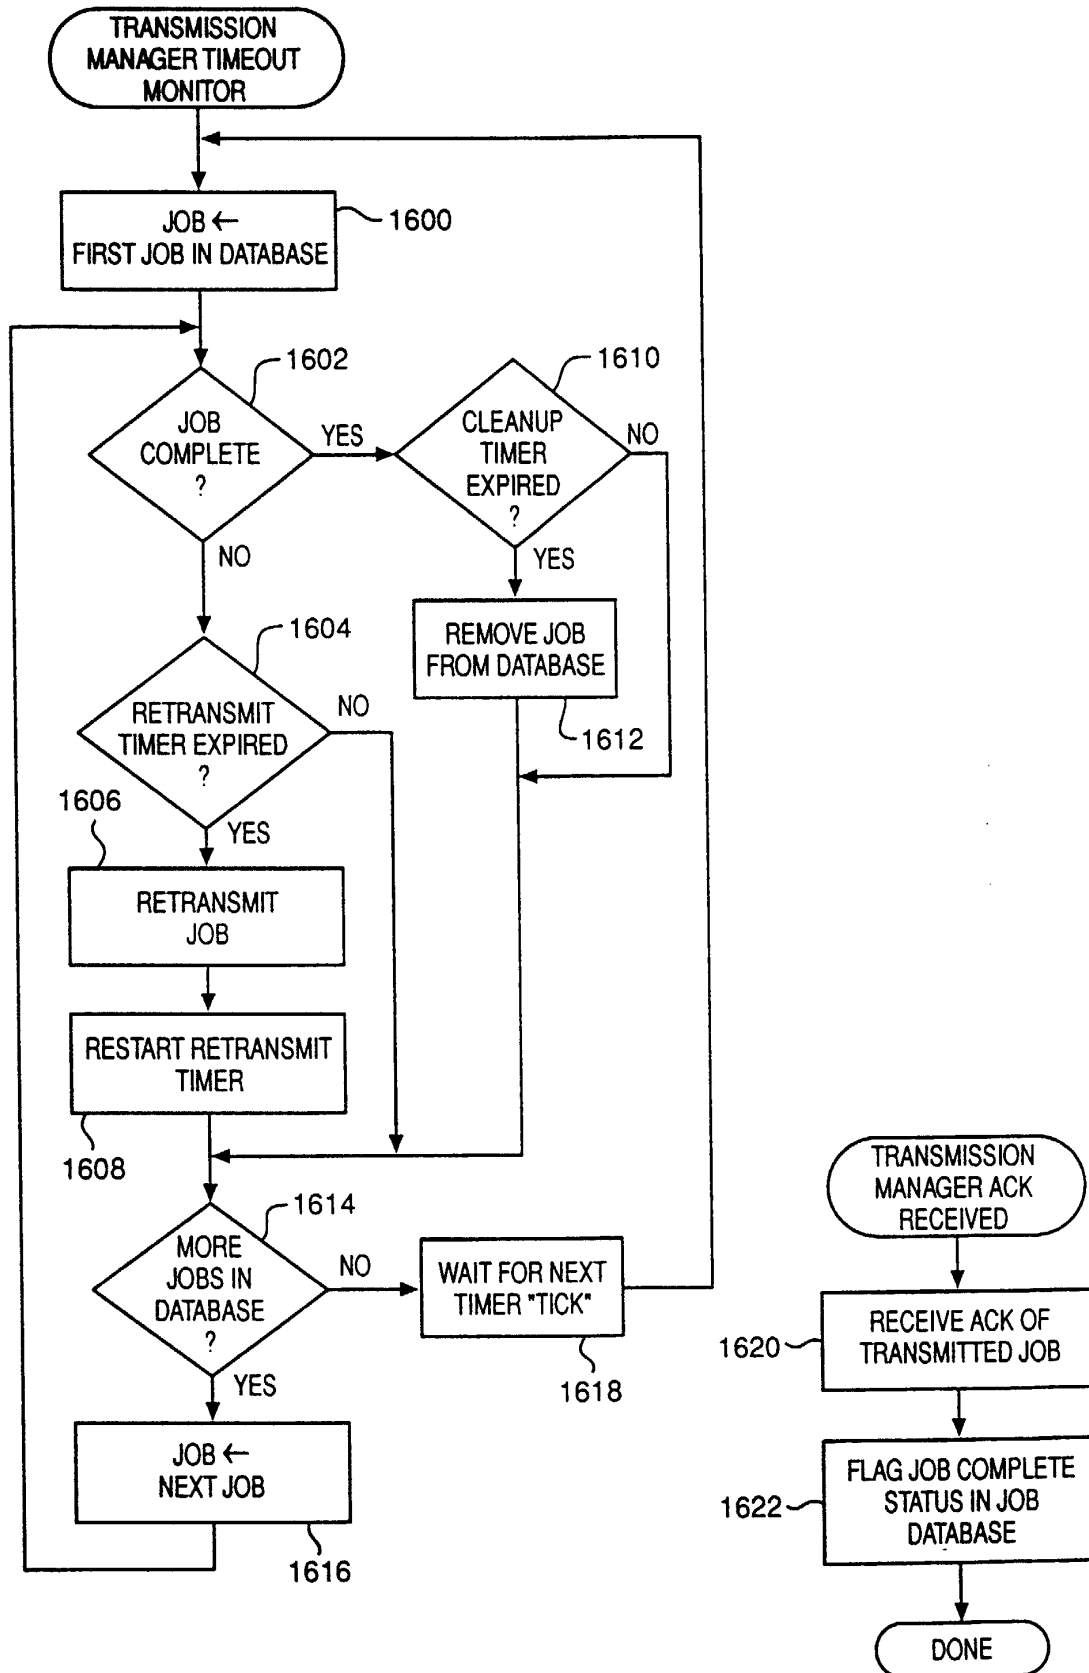 TRANSMISSION
MANAGER TIMEOUT
MONITOR
JOB ←
FIRST JOB IN DATABASE
1600
1602
JOB
COMPLETE
?
YES
NO
1610
CLEANUP
TIMER
EXPIRED
?
NO
YES
REMOVE JOB
FROM DATABASE
1612
1604
RETRANSMIT
TIMER EXPIRED
?
NO
YES
1606
RETRANSMIT
JOB
RESTART RETRANSMIT
TIMER
1608
1614
MORE
JOBS IN
DATABASE
?
NO
YES
WAIT FOR NEXT
TIMER "TICK"
1618
JOB ←
NEXT JOB
1616
TRANSMISSION
MANAGER ACK
RECEIVED
RECEIVE ACK OF
TRANSMITTED JOB
1620
FLAG JOB COMPLETE
STATUS IN JOB
DATABASE
1622
DONE